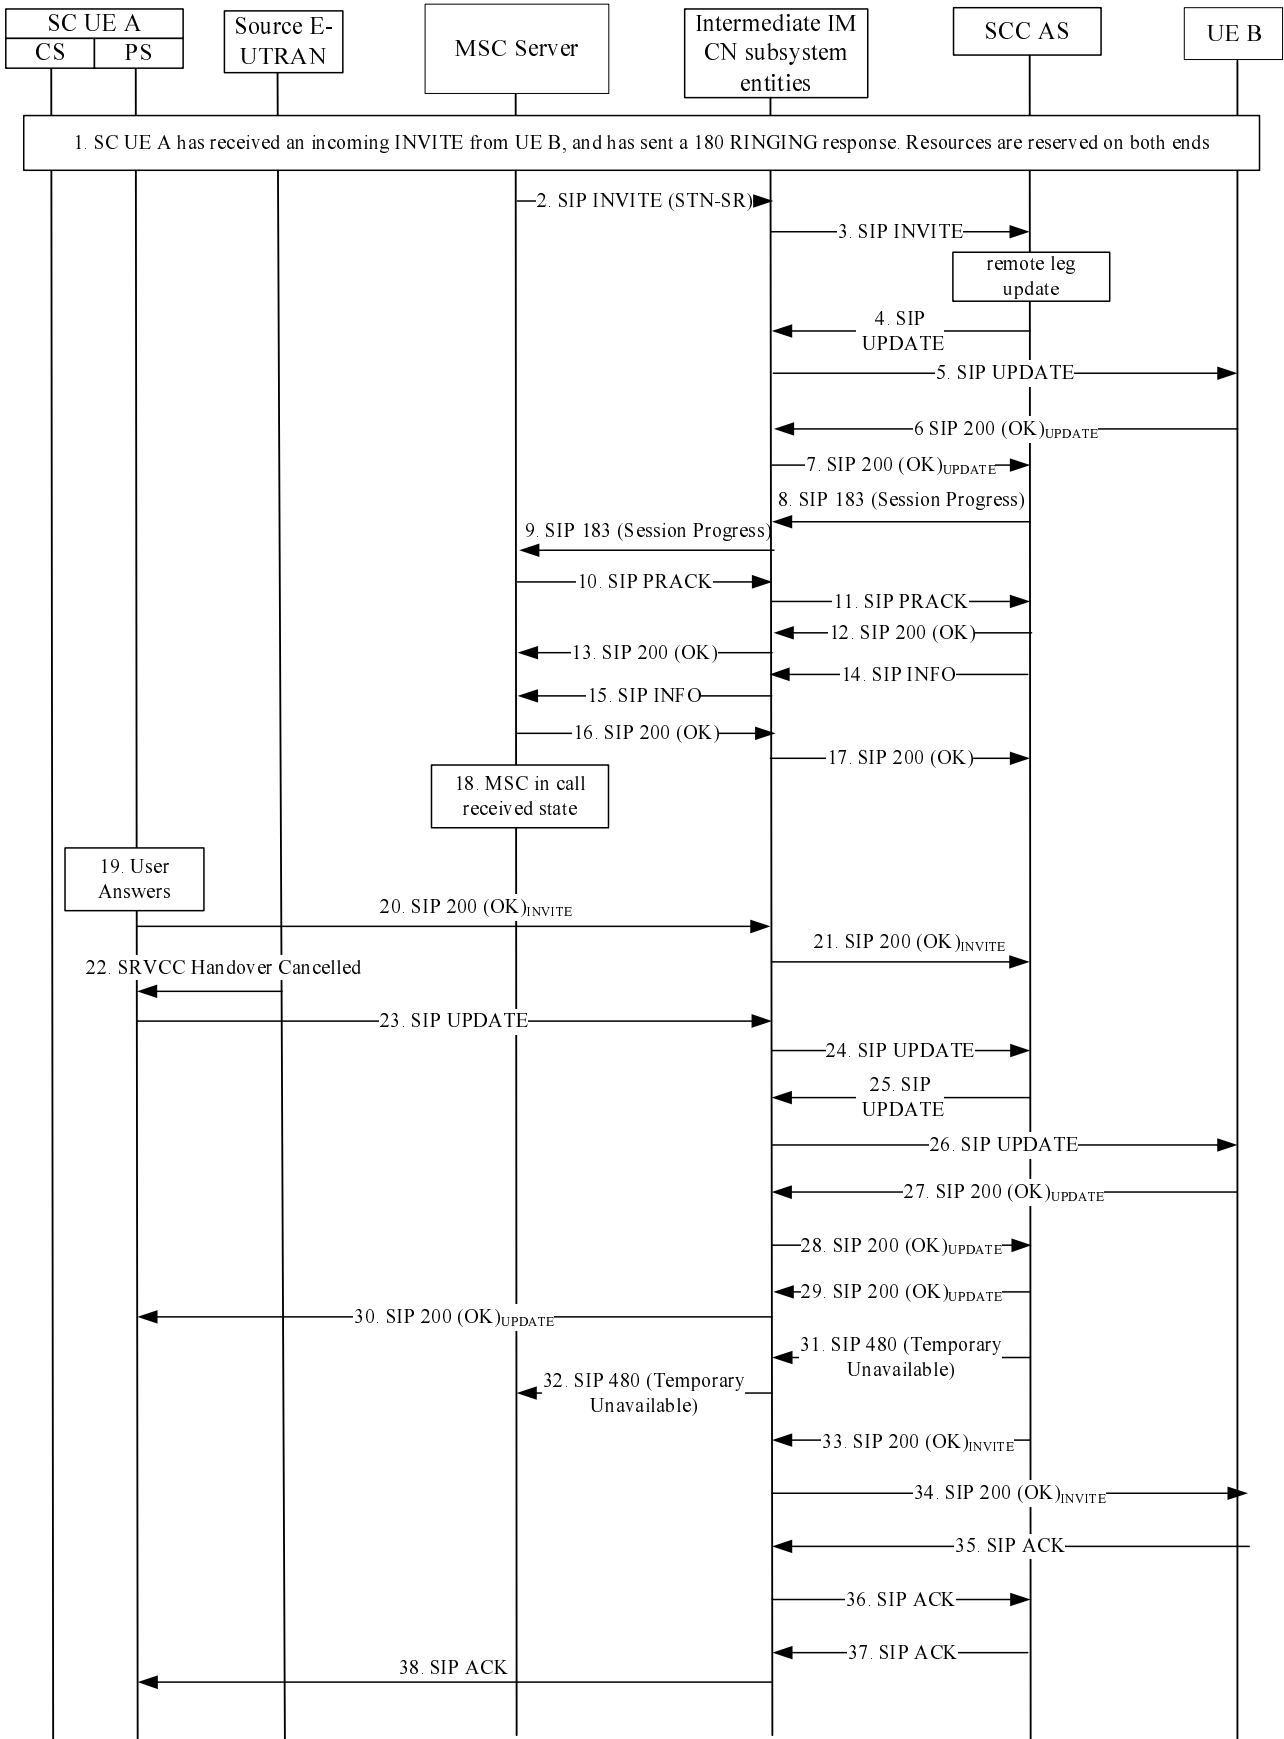 SC UE A
CS
PS
Source E-
UTRAN
MSC Server
Intermediate IM
CN subsystem
entities
SCC AS
UE B
1. SC UE A has received an incoming INVITE from UE B, and has sent a 180 RINGING response. Resources are reserved on both ends
2. SIP INVITE (STN-SR)
3. SIP INVITE
remote leg
update
4. SIP
UPDATE
5. SIP UPDATE
6 SIP 200 (OK)UPDATE
7. SIP 200 (OK)UPDATE
8. SIP 183 (Session Progress)
9. SIP 183 (Session Progress)
10. SIP PRACK
11. SIP PRACK
12. SIP 200 (OK)
13. SIP 200 (OK)
14. SIP INFO
15. SIP INFO
16. SIP 200 (OK)
17. SIP 200 (OK)
18. MSC in call
received state
19. User
Answers
20. SIP 200 (OK)INVITE
21. SIP 200 (OK)INVITE
22. SRVCC Handover Cancelled
23. SIP UPDATE
24. SIP UPDATE
25. SIP
UPDATE
26. SIP UPDATE
27. SIP 200 (OK)UPDATE
28. SIP 200 (OK)UPDATE
29. SIP 200 (OK)UPDATE
30. SIP 200 (OK)UPDATE
31. SIP 480 (Temporary
Unavailable)
32. SIP 480 (Temporary
Unavailable)
33. SIP 200 (OK)INVITE
34. SIP 200 (OK)INVITE
35. SIP ACK
36. SIP ACK
37. SIP ACK
38. SIP ACK